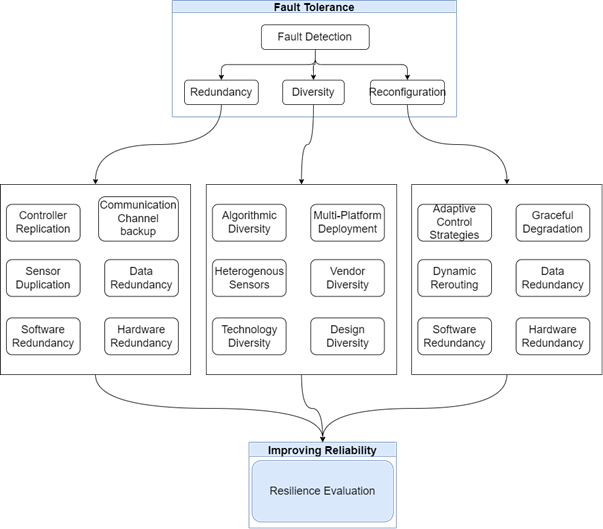 Fault Tolerance
Fault Detection
Redundancy
Diversity
Reconfiguration
Controller
Replication
Communication
Channel
backup
Sensor
Duplication
Data
Redundancy
Software
Redundancy
Hardware
Redundancy
Algorithmic
Diversity
Multi-Platform
Deployment
Heterogenous
Sensors
Vendor
Diversity
Technology
Diversity
Design
Diversity
Adaptive
Control
Strategies
Graceful
Degradation
Dynamic
Rerouting
Data
Redundancy
Software
Redundancy
Hardware
Redundancy
Improving Reliability
Resilience Evaluation